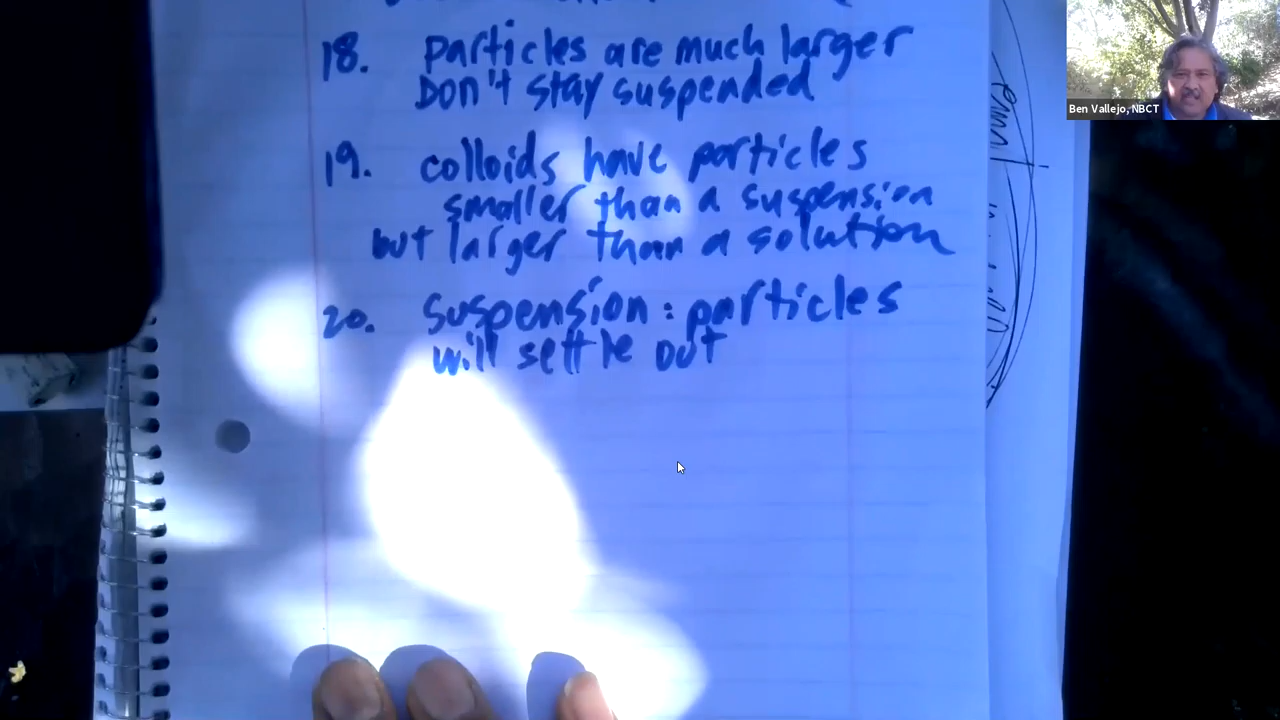 18. Particles are much larger
Don't stay suspended
19. colloids have particles
smaller than a suspension
but larger than a solution
20. Suspension: particles
will settle out
Ben Vallejo, NBCT